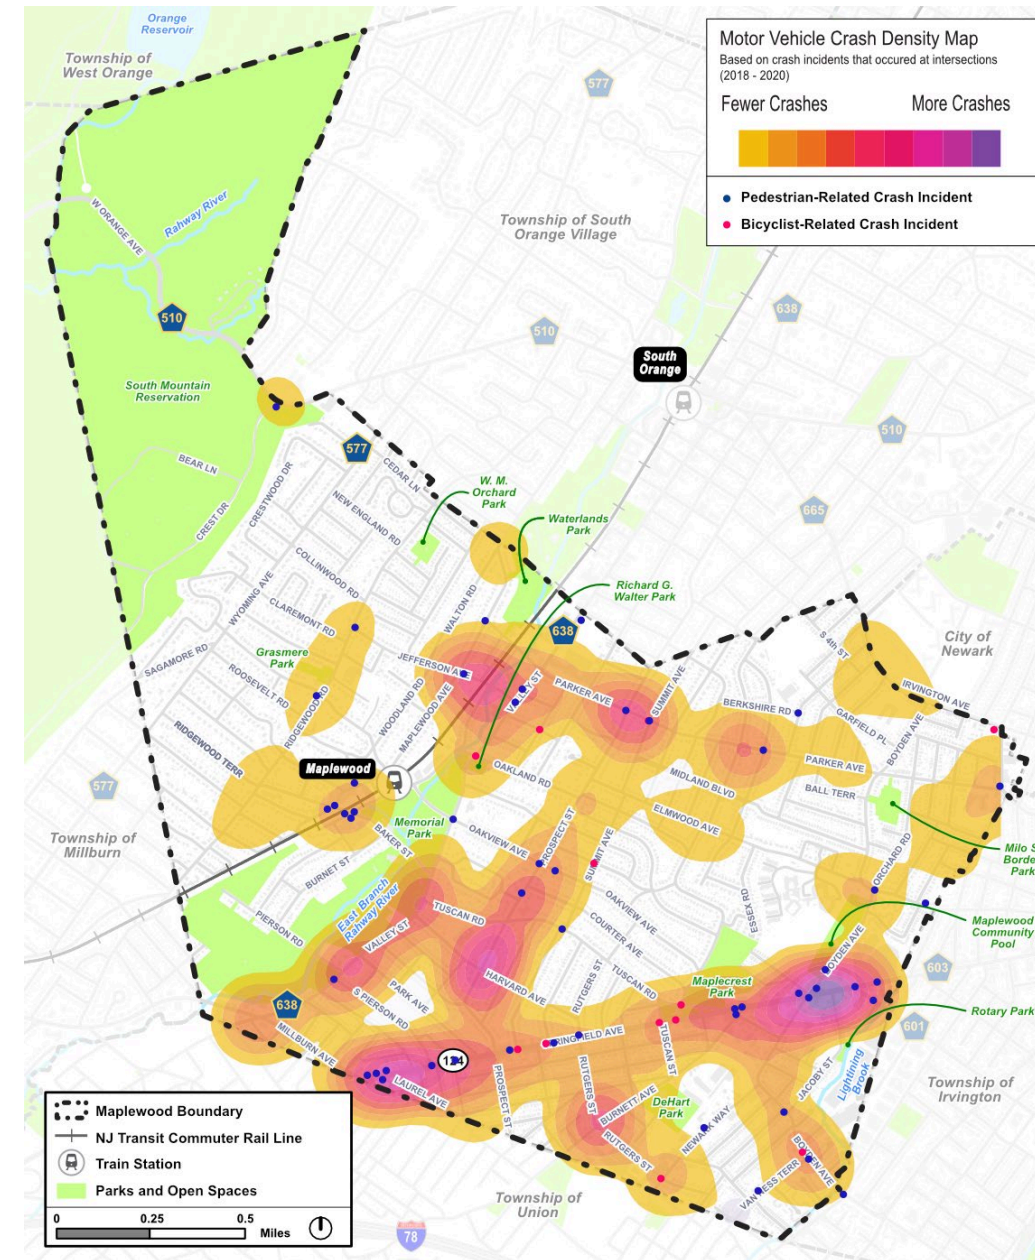 Orange
Reservoir
Township of
West Orange
577
Motor Vehicle Crash Density Map
Based on crash incidents that occured at intersections
(2018 - 2020)
Fewer Crashes
More Crashes
Pedestrian-Related Crash Incident
Bicyclist-Related Crash Incident
W ORANGE AVE
Rahway River
Township of South
Orange Village
510
510
638
South
Orange
South Mountain
Reservation
510
577
BEAR LN
CREST DR
CRESTWOOD DR
CEDAR LN
NEW ENGLAND RD
W. M.
Orchard
Park
Waterlands
Park
665
COLLINWOOD RD
WYOMING AVE
CLAREMONT RD
WALTON RD
Richard G.
Walter Park
638
S 4th ST
City of
Newark
SAGAMORE RD
Grasmere
Park
ROOSEVELT RD
RIDGEWOOD RD
JEFFERSON AVE
WOODLAND RD
MAPLEWOOD AVE
VALLEY ST
PARKER AVE
SUMMIT AVE
BERKSHIRE RD
IRVINGTON AVE
GARFIELD PL
BOYDEN AVE
RIDGEWOOD TERR
577
Maplewood
OAKLAND RD
MIDLAND BLVD
PARKER AVE
BALL TERR
Township of
Millburn
Memorial
Park
BAKER ST
BURNET ST
OAKVIEW AVE
PROSPECT ST
ELMWOOD AVE
SUMMIT AVE
ORCHARD RD
Milo S
Borde
Park
PIERSON RD
East Branch
Rahway River
VALLEY ST
TUSCAN RD
OAKVIEW AVE
COURTER AVE
ESSEX RD
Maplewood
Community
Pool
BOYDEN AVE
603
S PIERSON RD
PARK AVE
HARVARD AVE
RUTGERS ST
TUSCAN RD
Maplecrest
Park
Rotary Park
601
638
MILLBURN AVE
124
SPRINGFIELD AVE
TUSCAN ST
LAUREL AVE
PROSPECT ST
RUTGERS ST
BURNETT AVE
RUTGERS ST
DeHart
Park
NEWARK WAY
JACOBY ST
Lightining
Brook
Township of
Irvington
BOYDEN AVE
VAN NESS TERR
Township of
Union
78
Maplewood Boundary
NJ Transit Commuter Rail Line
Train Station
Parks and Open Spaces
0
0.25
0.5
Miles